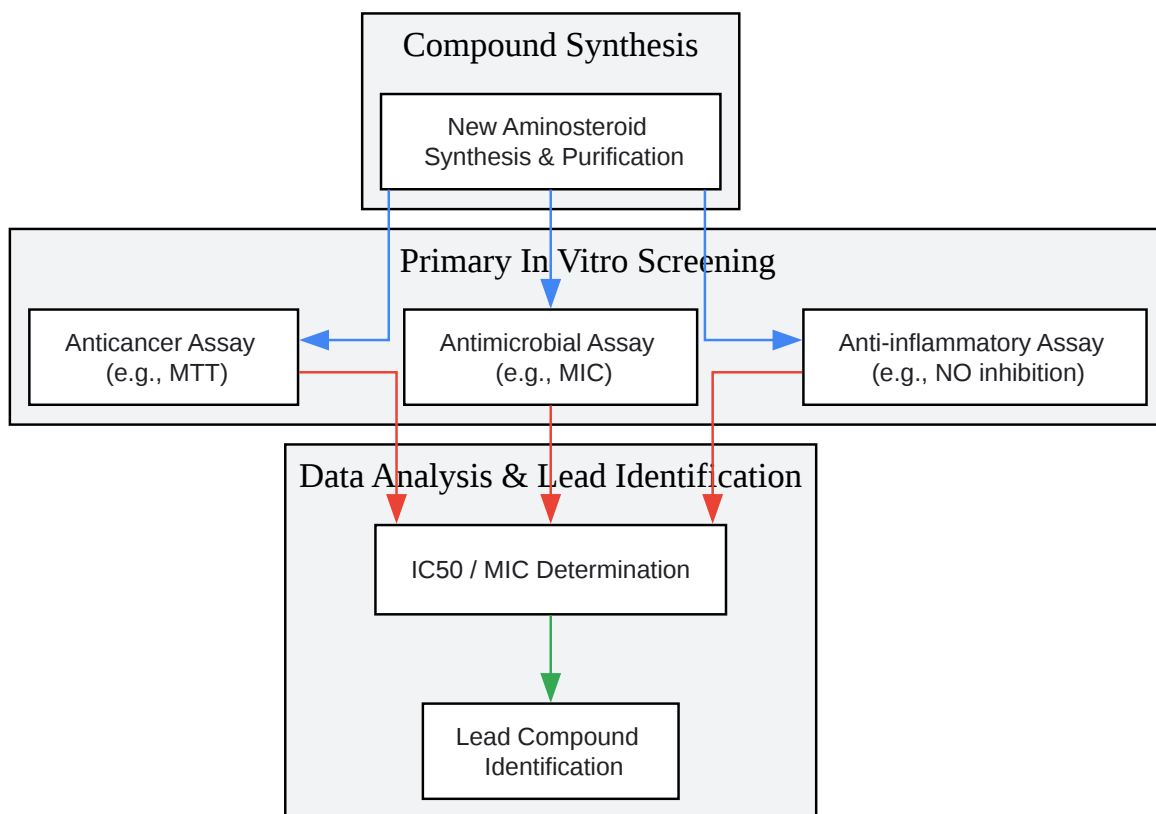 Compound Synthesis
New Aminosteroid
Synthesis & Purification
Primary In Vitro Screening
Anticancer Assay
(e.g., MTT)
Antimicrobial Assay
(e.g., MIC)
Anti-inflammatory Assay
(e.g., NO inhibition)
Data Analysis & Lead Identification
IC50 / MIC Determination
Lead Compound
Identification